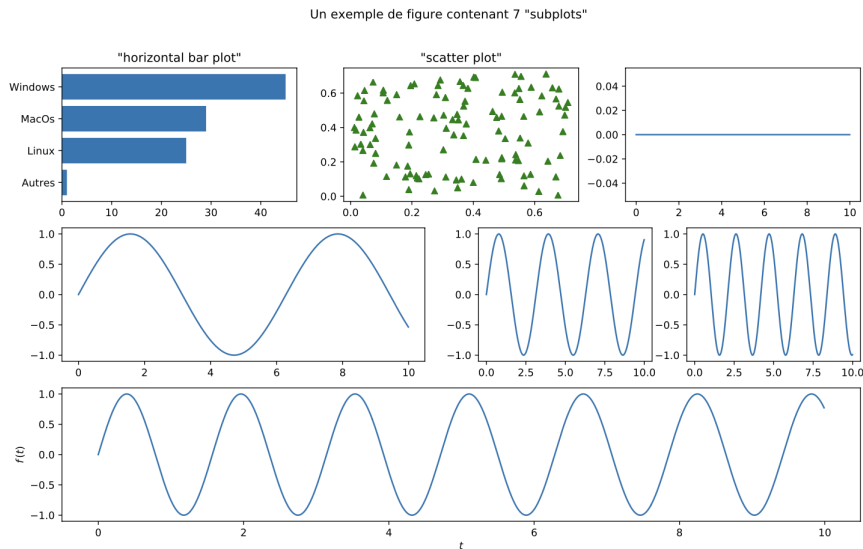 Un exemple de figure contenant 7 "subplots"
"horizontal bar plot"
Windows
MacOs
Linux
Autres
0 10 20 30 40
"scatter plot"
0.6
0.4
0.2
0.0
0.0 0.2 0.4 0.6
0.04
0.02
0.00
−0.02
−0.04
0 2 4 6 8 10
1.0
0.5
0.0
−0.5
−1.0
0 2 4 6 8 10
1.0
0.5
0.0
−0.5
−1.0
0.0 2.5 5.0 7.5 10.0
1.0
0.5
0.0
−0.5
−1.0
0.0 2.5 5.0 7.5 10.0
f(t)
1.0
0.5
0.0
−0.5
−1.0
0 2 4 6 8 10
t